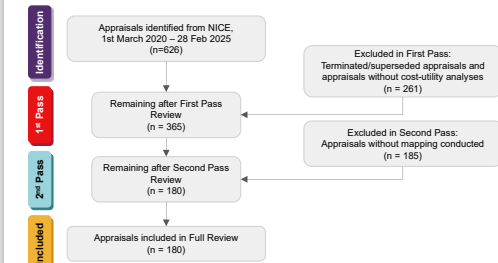 Identification
Appraisals identified from NICE,
1st March 2020 – 28 Feb 2025
(n=626)
Excluded in First Pass:
Terminated/superseded appraisals and
appraisals without cost-utility analyses
(n = 261)
1st Pass
Remaining after First Pass
Review
(n = 365)
Excluded in Second Pass:
Appraisals without mapping conducted
(n = 185)
2nd Pass
Remaining after Second Pass
Review
(n = 180)
Included
Appraisals included in Full Review
(n = 180)